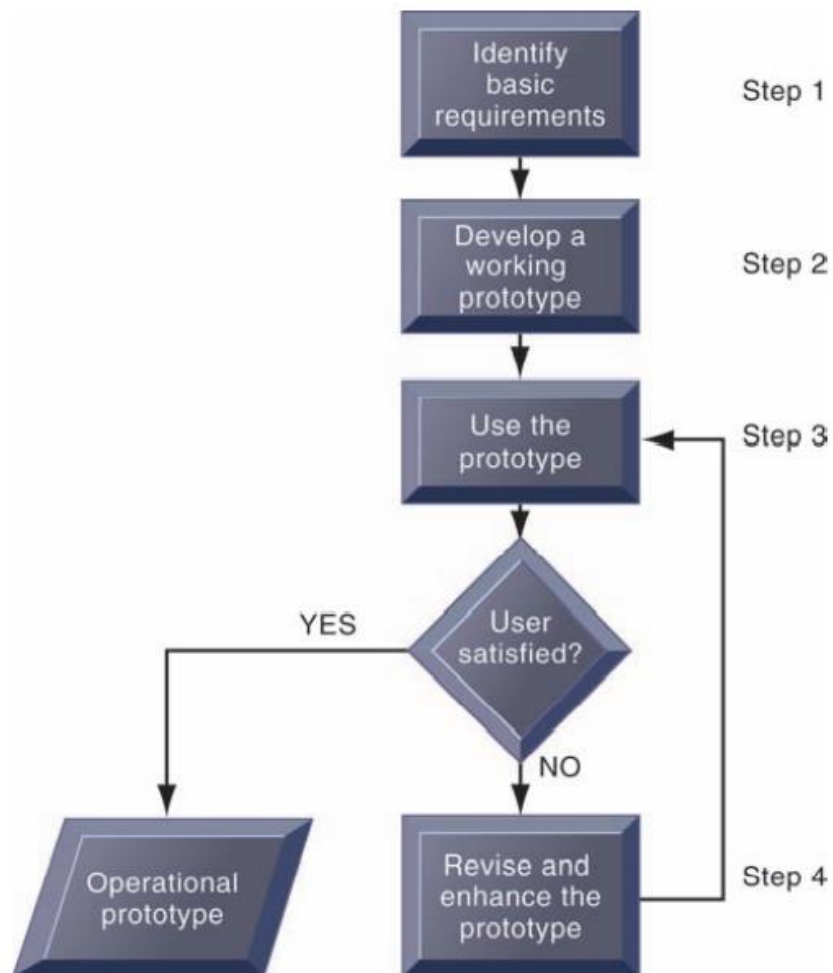 Identify
basic
requirements
Step 1
Develop a
working
prototype
Step 2
Use the
prototype
Step 3
User
satisfied?
YES
NO
Operational
prototype
Revise and
enhance the
prototype
Step 4